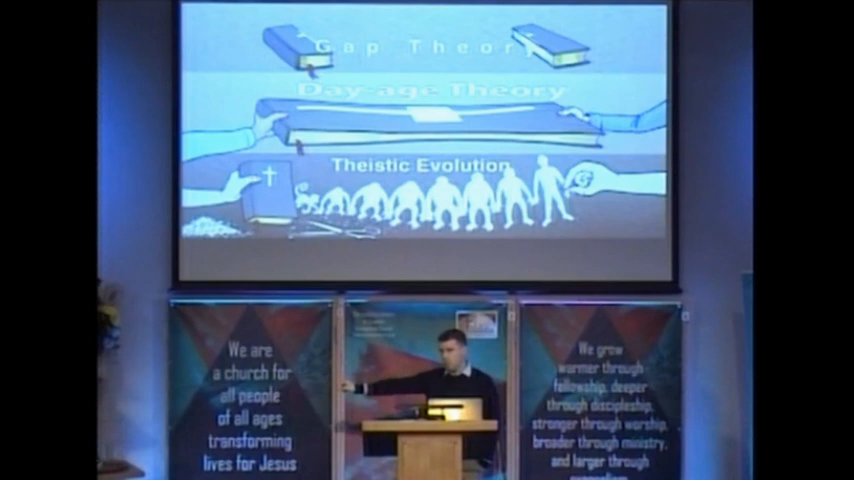 Gap Theory
Day-age Theory
Theistic Evolution
We are
a church for
all people
of all ages
transforming
lives for Jesus
We grow
warmer through
fellowship, deeper
through discipleship,
stronger through worship,
broader through ministry,
and larger through
evangelism